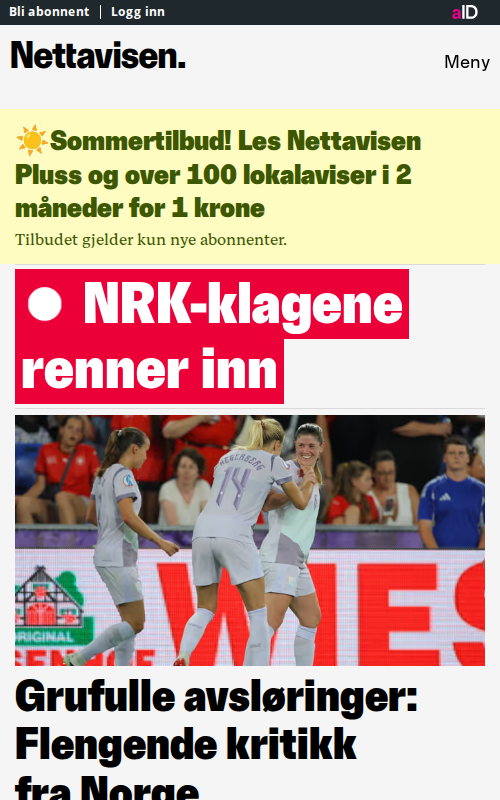 Bli abonnent | Logg inn
aID
Nettavisen.
Meny
☀️Sommertilbud! Les Nettavisen
Pluss og over 100 lokalaviser i 2
måneder for 1 krone
Tilbudet gjelder kun nye abonnenter.
NRK-klagene
renner inn
HEGERBERG
14
ORIGINAL
WIES
Grufulle avsløringer:
Flengende kritikk
fra Norge